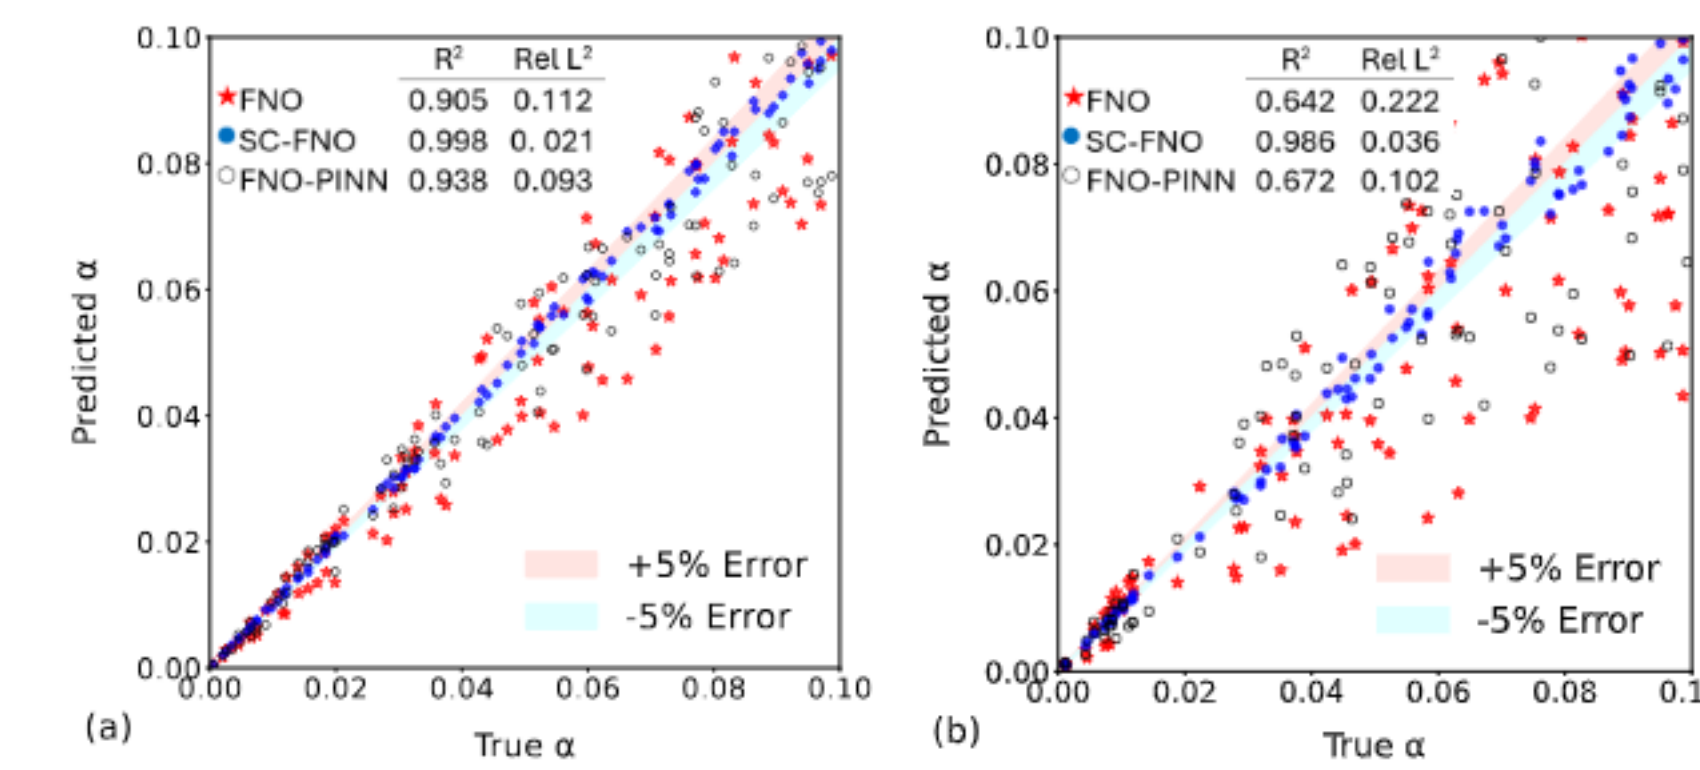 R² Rel L²
FNO 0.905 0.112
SC-FNO 0.998 0. 021
FNO-PINN 0.938 0.093
0.10
0.08
0.06
0.04
0.02
0.00
Predicted α
+5% Error
-5% Error
0.00 0.02 0.04 0.06 0.08 0.10
True α
(a)
R² Rel L²
FNO 0.642 0.222
SC-FNO 0.986 0.036
FNO-PINN 0.672 0.102
0.10
0.08
0.06
0.04
0.02
0.00
Predicted α
+5% Error
-5% Error
0.00 0.02 0.04 0.06 0.08 0.1
True α
(b)